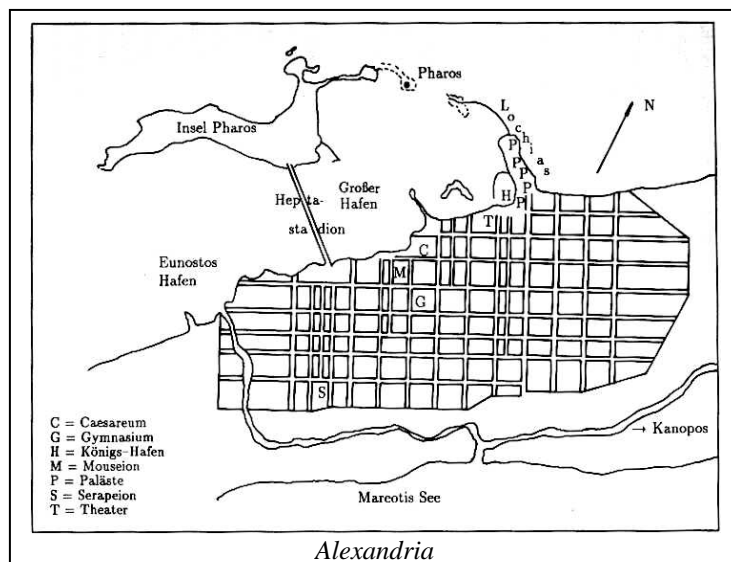 Pharos
Insel Pharos
Lochias
N
P
P
P
P
P
Großer
Hafen
H
Hepta-
stadion
T
Eunostos
Hafen
C
M
G
S
C = Caesareum
G = Gymnasium
H = Königs-Hafen
M = Mouseion
P = Paläste
S = Serapeion
T = Theater
→ Kanopos
Mareotis See
Alexandria